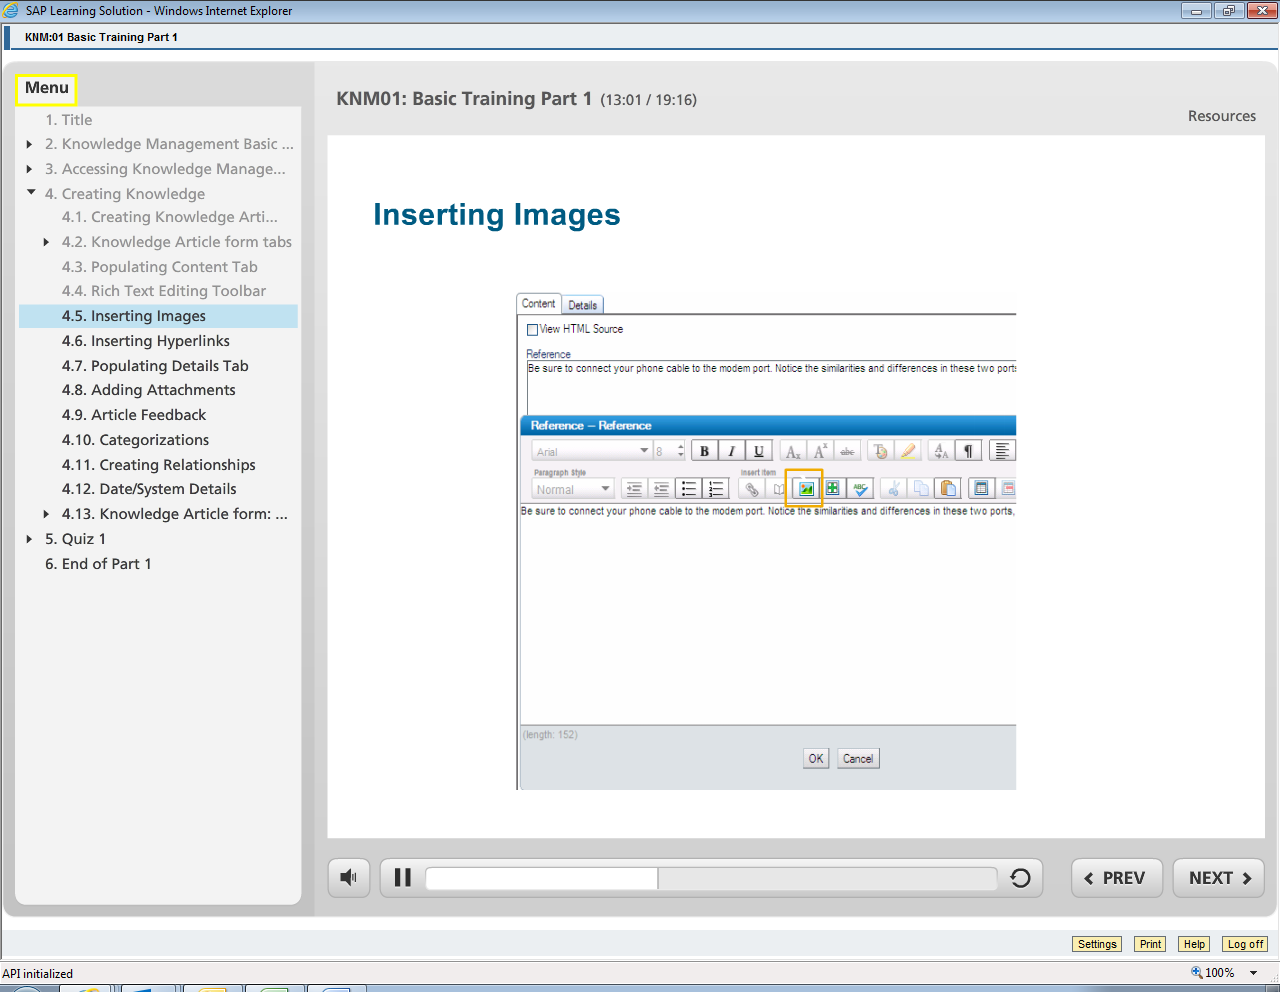 SAP Learning Solution - Windows Internet Explorer
KNM:01 Basic Training Part 1
Menu
1. Title
2. Knowledge Management Basic ...
3. Accessing Knowledge Manage...
4. Creating Knowledge
4.1. Creating Knowledge Arti...
4.2. Knowledge Article form tabs
4.3. Populating Content Tab
4.4. Rich Text Editing Toolbar
4.5. Inserting Images
4.6. Inserting Hyperlinks
4.7. Populating Details Tab
4.8. Adding Attachments
4.9. Article Feedback
4.10. Categorizations
4.11. Creating Relationships
4.12. Date/System Details
4.13. Knowledge Article form: ...
5. Quiz 1
6. End of Part 1
KNM01: Basic Training Part 1 (13:01 / 19:16)
Resources
Inserting Images
Content Details
View HTML Source
Reference
Be sure to connect your phone cable to the modem port. Notice the similarities and differences in these two ports
Reference – Reference
Arial 8 B I U Ax Ax abc A A ¶
Paragraph Style Insert Item
Normal ABC
Be sure to connect your phone cable to the modem port. Notice the similarities and differences in these two ports,
(length: 152)
OK Cancel
PREV NEXT
Settings Print Help Log off
API initialized 100%